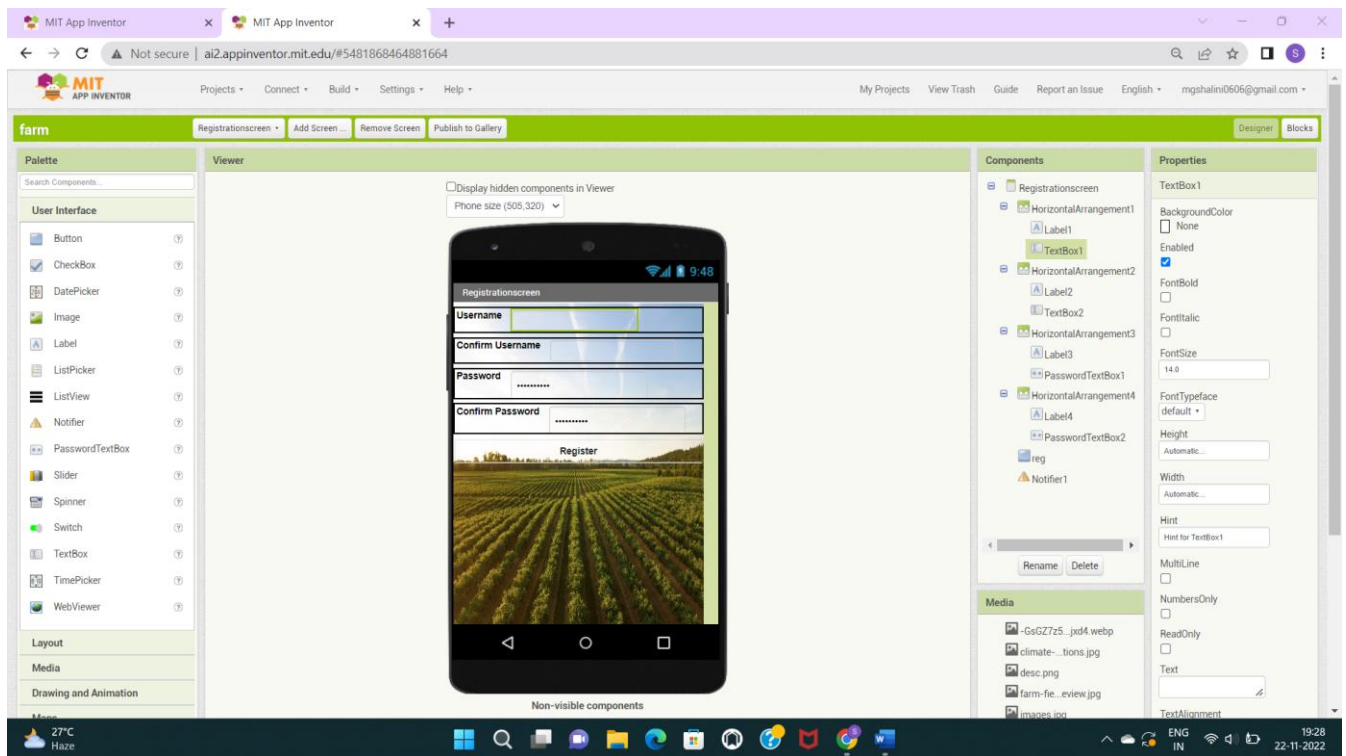 MIT App Inventor
MIT App Inventor
Not secure | ai2.appinventor.mit.edu/#5481868464881664
S
MIT
APP INVENTOR
Projects Connect Build Settings Help
My Projects View Trash Guide Report an Issue English mgshalini0606@gmail.com
farm
Registrationscreen Add Screen ... Remove Screen Publish to Gallery
Designer Blocks
Palette
Search Components...
User Interface
Button
CheckBox
DatePicker
Image
Label
ListPicker
ListView
Notifier
PasswordTextBox
Slider
Spinner
Switch
TextBox
TimePicker
WebViewer
Layout
Media
Drawing and Animation
Maps
Viewer
Display hidden components in Viewer
Phone size (505,320)
9:48
Registrationscreen
Username
Confirm Username
Password
Confirm Password
Register
Non-visible components
Components
Registrationscreen
HorizontalArrangement1
Label1
TextBox1
HorizontalArrangement2
Label2
TextBox2
HorizontalArrangement3
Label3
PasswordTextBox1
HorizontalArrangement4
Label4
PasswordTextBox2
reg
Notifier1
Rename Delete
Media
-GsGZ7z5...jxd4.webp
climate-...tions.jpg
desc.png
farm-fie...eview.jpg
images.jpg
Properties
TextBox1
BackgroundColor
None
Enabled
FontBold
FontItalic
FontSize
14.0
FontTypeface
default
Height
Automatic...
Width
Automatic...
Hint
Hint for TextBox1
MultiLine
NumbersOnly
ReadOnly
Text
TextAlignment
27°C
Haze
ENG
IN
19:28
22-11-2022